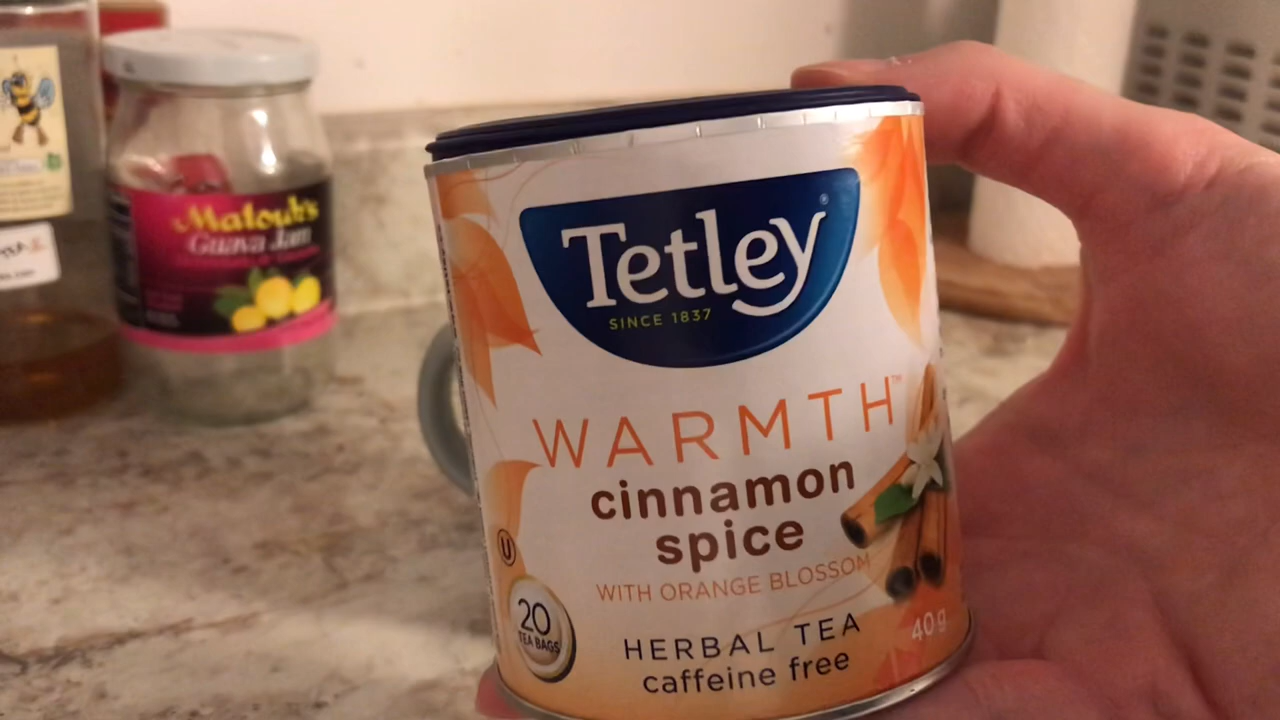 Matouk's
Guava Jam
Tetley®
SINCE 1837
WARMTH™
cinnamon
spice
WITH ORANGE BLOSSOM
U
20
TEA BAGS
HERBAL TEA
caffeine free
40g